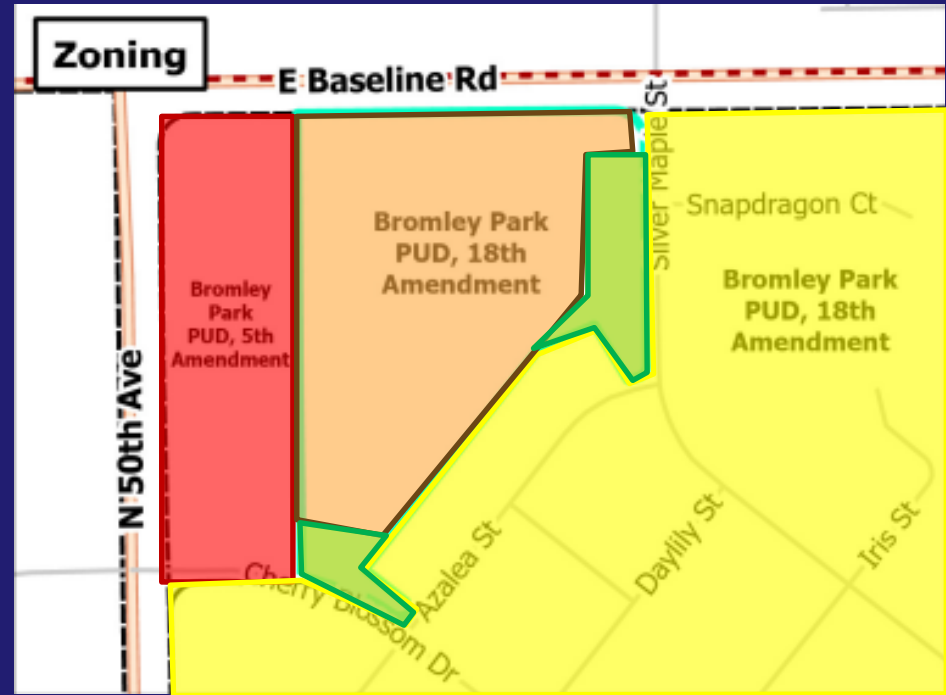 Zoning
E Baseline Rd
Silver Maple St
Snapdragon Ct
Bromley Park
PUD, 18th
Amendment
Bromley Park
PUD, 18th
Amendment
Bromley
Park
PUD, 5th
Amendment
N 50th Ave
Cherry Blossom Dr
Azalea St
Daylily St
Iris St